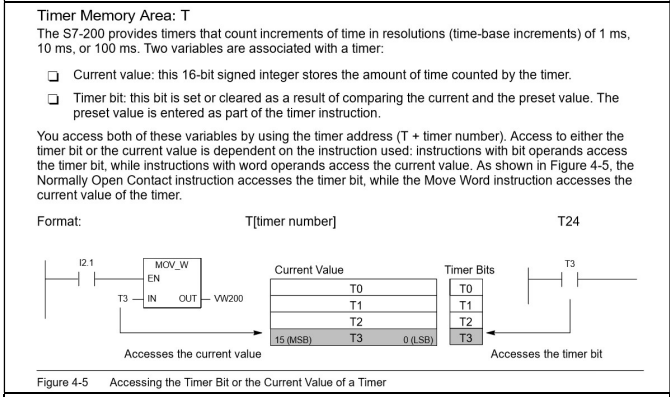 Timer Memory Area: T
The S7-200 provides timers that count increments of time in resolutions (time-base increments) of 1 ms,
10 ms, or 100 ms. Two variables are associated with a timer:
❑ Current value: this 16-bit signed integer stores the amount of time counted by the timer.
❑ Timer bit: this bit is set or cleared as a result of comparing the current and the preset value. The
preset value is entered as part of the timer instruction.
You access both of these variables by using the timer address (T + timer number). Access to either the
timer bit or the current value is dependent on the instruction used: instructions with bit operands access
the timer bit, while instructions with word operands access the current value. As shown in Figure 4-5, the
Normally Open Contact instruction accesses the timer bit, while the Move Word instruction accesses the
current value of the timer.
Format: T[timer number] T24
I2.1
MOV_W
EN
T3 IN OUT VW200
Accesses the current value
Current Value
T0
T1
T2
15 (MSB) T3 0 (LSB)
Timer Bits
T0
T1
T2
T3
T3
Accesses the timer bit
Figure 4-5 Accessing the Timer Bit or the Current Value of a Timer